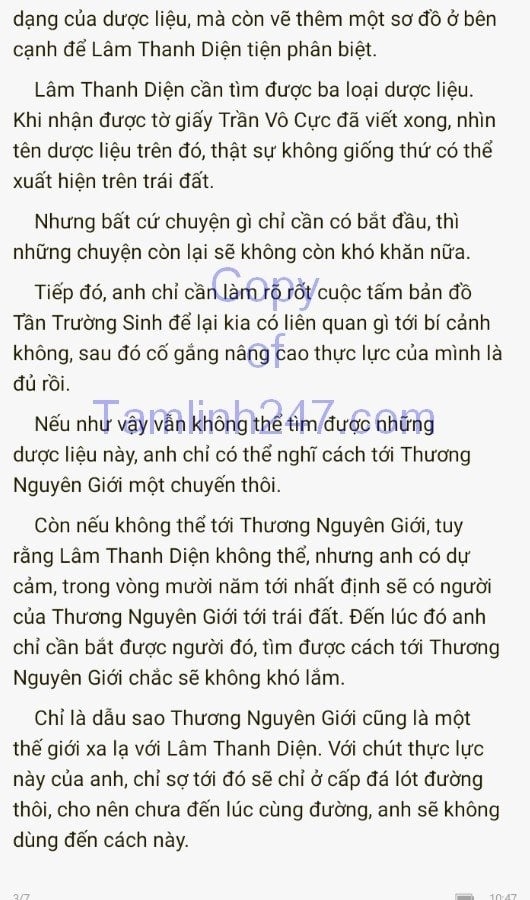 dạng của dược liệu, mà còn vẽ thêm một sơ đồ ở bên
cạnh để Lâm Thanh Diện tiện phân biệt.
Lâm Thanh Diện cần tìm được ba loại dược liệu.
Khi nhận được tờ giấy Trần Vô Cực đã viết xong, nhìn
tên dược liệu trên đó, thật sự không giống thứ có thể
xuất hiện trên trái đất.
Nhưng bất cứ chuyện gì chỉ cần có bắt đầu, thì
những chuyện còn lại sẽ không còn khó khăn nữa.
Copy
Tiếp đó, anh chỉ cần làm rõ rốt cuộc tấm bản đồ
Tần Trường Sinh để lại kia có liên quan gì tới bí cảnh
of
không, sau đó cố gắng nâng cao thực lực của mình là
đủ rồi.
Tamlinh247.com
Nếu như vậy vẫn không thể tìm được những
dược liệu này, anh chỉ có thể nghĩ cách tới Thương
Nguyên Giới một chuyến thôi.
Còn nếu không thể tới Thương Nguyên Giới, tuy
rằng Lâm Thanh Diện không thể, nhưng anh có dự
cảm, trong vòng mười năm tới nhất định sẽ có người
của Thương Nguyên Giới tới trái đất. Đến lúc đó anh
chỉ cần bắt được người đó, tìm được cách tới Thương
Nguyên Giới chắc sẽ không khó lắm.
Chỉ là dẫu sao Thương Nguyên Giới cũng là một
thế giới xa lạ với Lâm Thanh Diện. Với chút thực lực
này của anh, chỉ sợ tới đó sẽ chỉ ở cấp đá lót đường
thôi, cho nên chưa đến lúc cùng đường, anh sẽ không
dùng đến cách này.
3/7
10:47